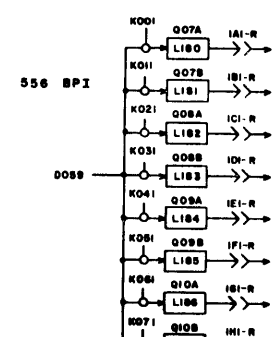 K001
Q07A
IAI-R
L180
K011
Q07B
IBI-R
556 BPI
L181
K021
Q08A
ICI-R
L182
K031
Q08B
IDI-R
D059
L183
K041
Q09A
IEI-R
L184
K051
Q09B
IFI-R
L185
K061
Q10A
IGI-R
L186
K071
Q10B
IHI-R